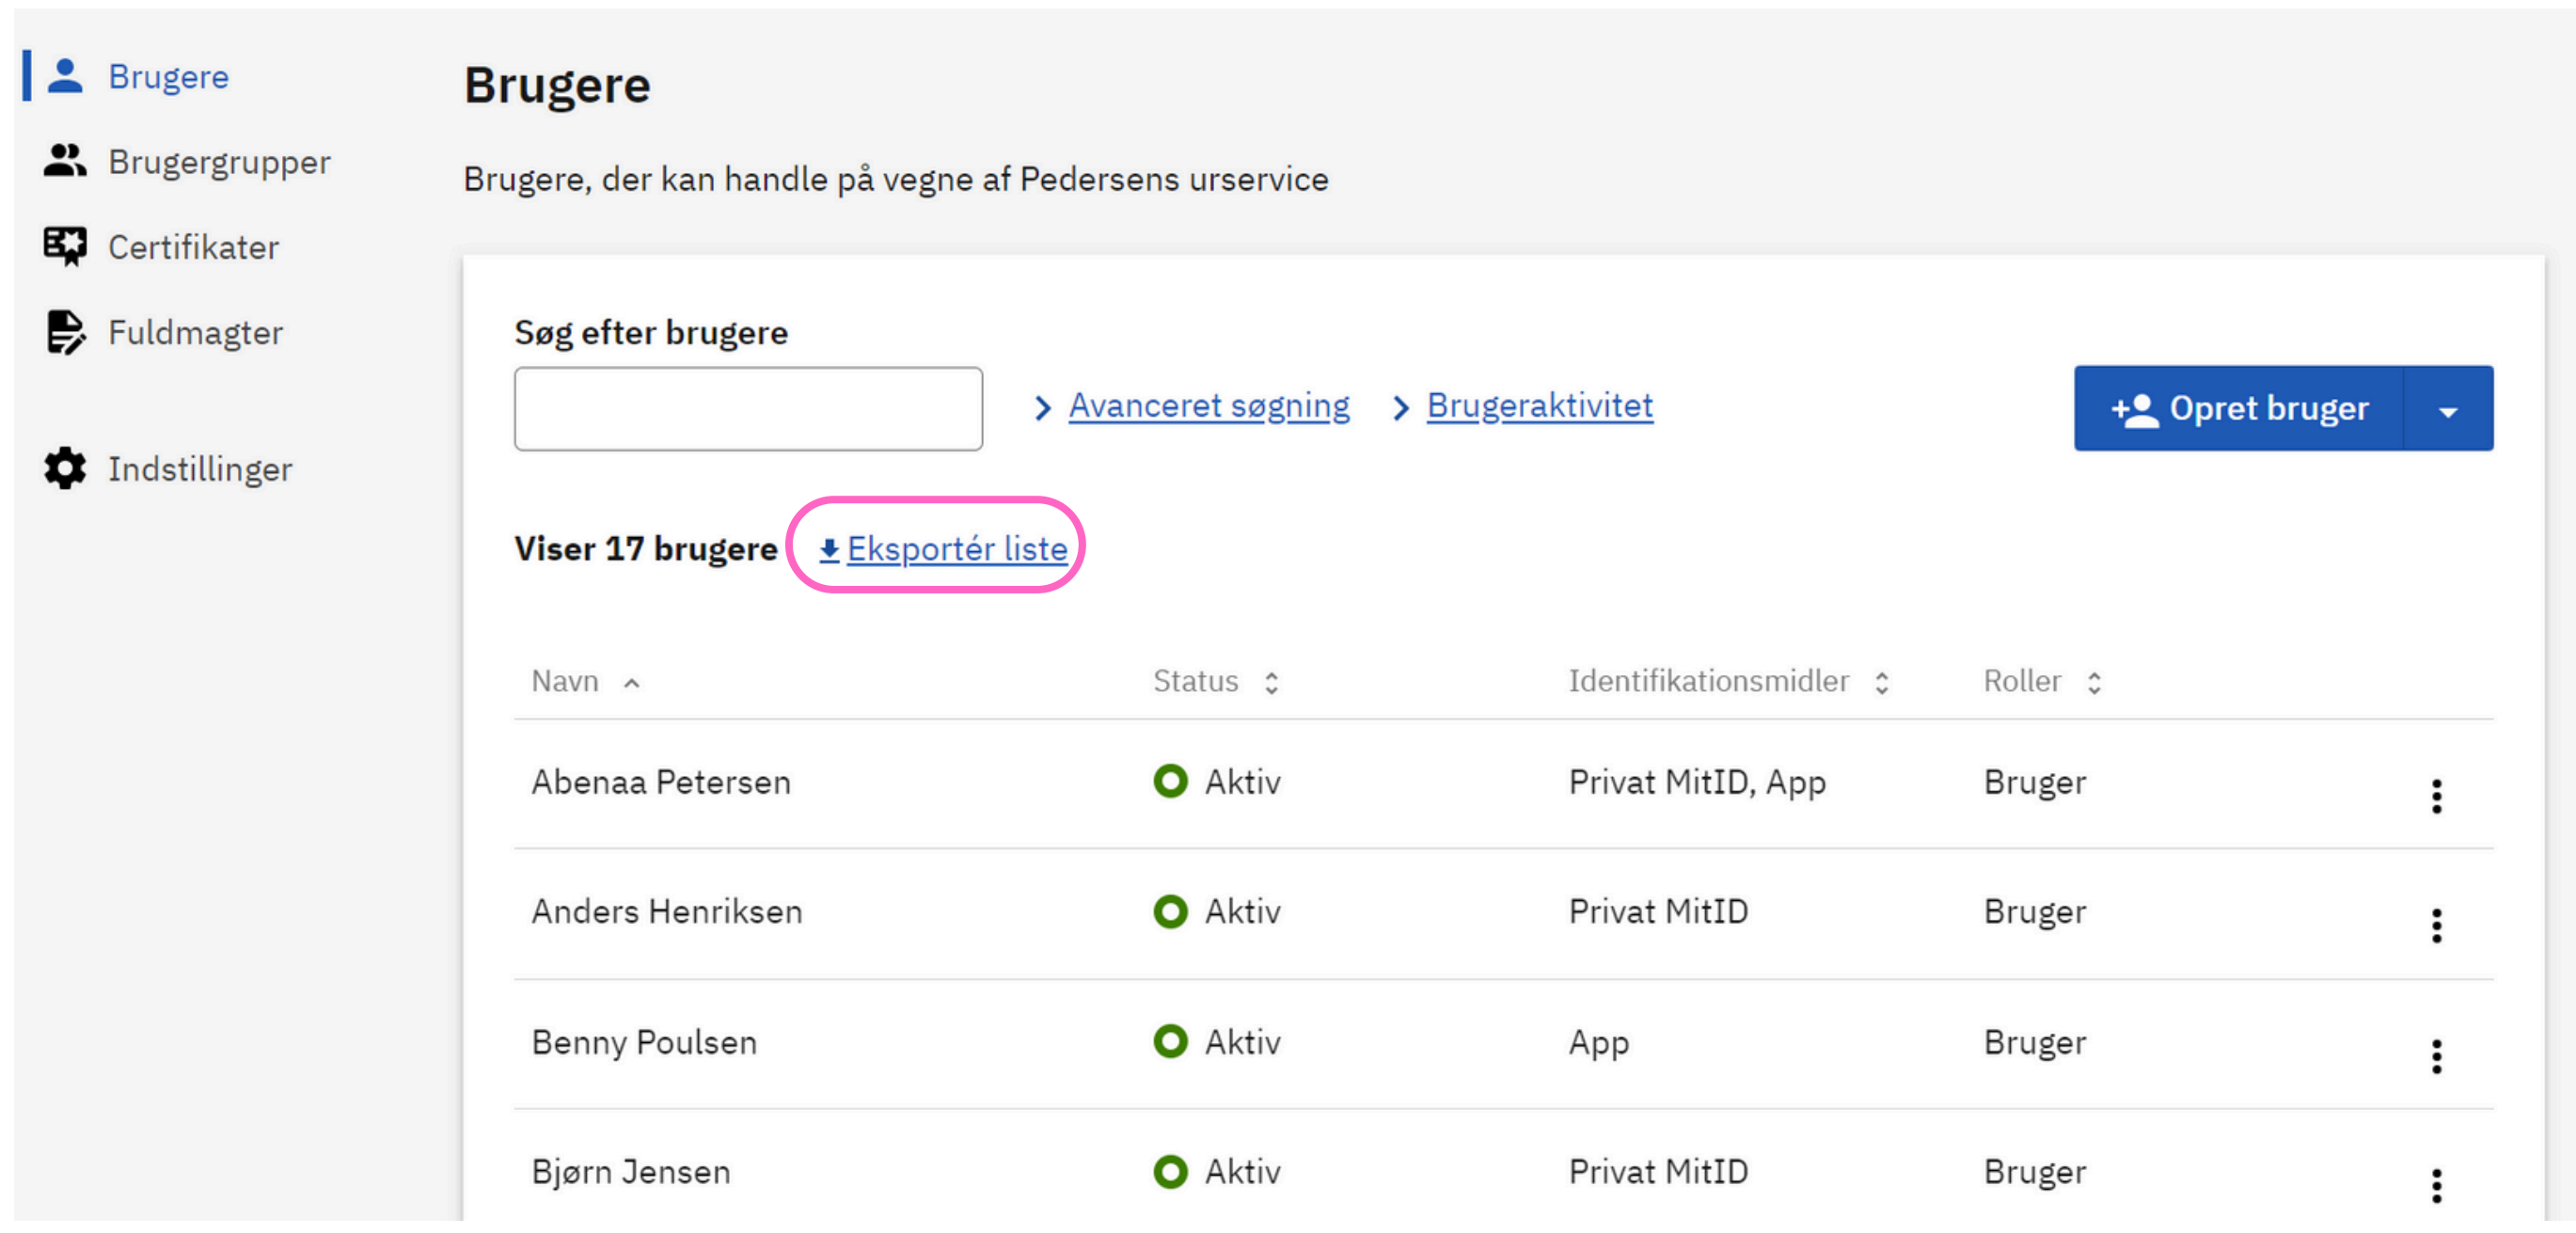 Brugere
Brugergrupper
Certifikater
Fuldmagter
Indstillinger
Brugere
Brugere, der kan handle på vegne af Pedersens urservice
Søg efter brugere
Avanceret søgning Brugeraktivitet Opret bruger
Viser 17 brugere Eksportér liste
Navn Status Identifikationsmidler Roller
Abenaa Petersen Aktiv Privat MitID, App Bruger
Anders Henriksen Aktiv Privat MitID Bruger
Benny Poulsen Aktiv App Bruger
Bjørn Jensen Aktiv Privat MitID Bruger